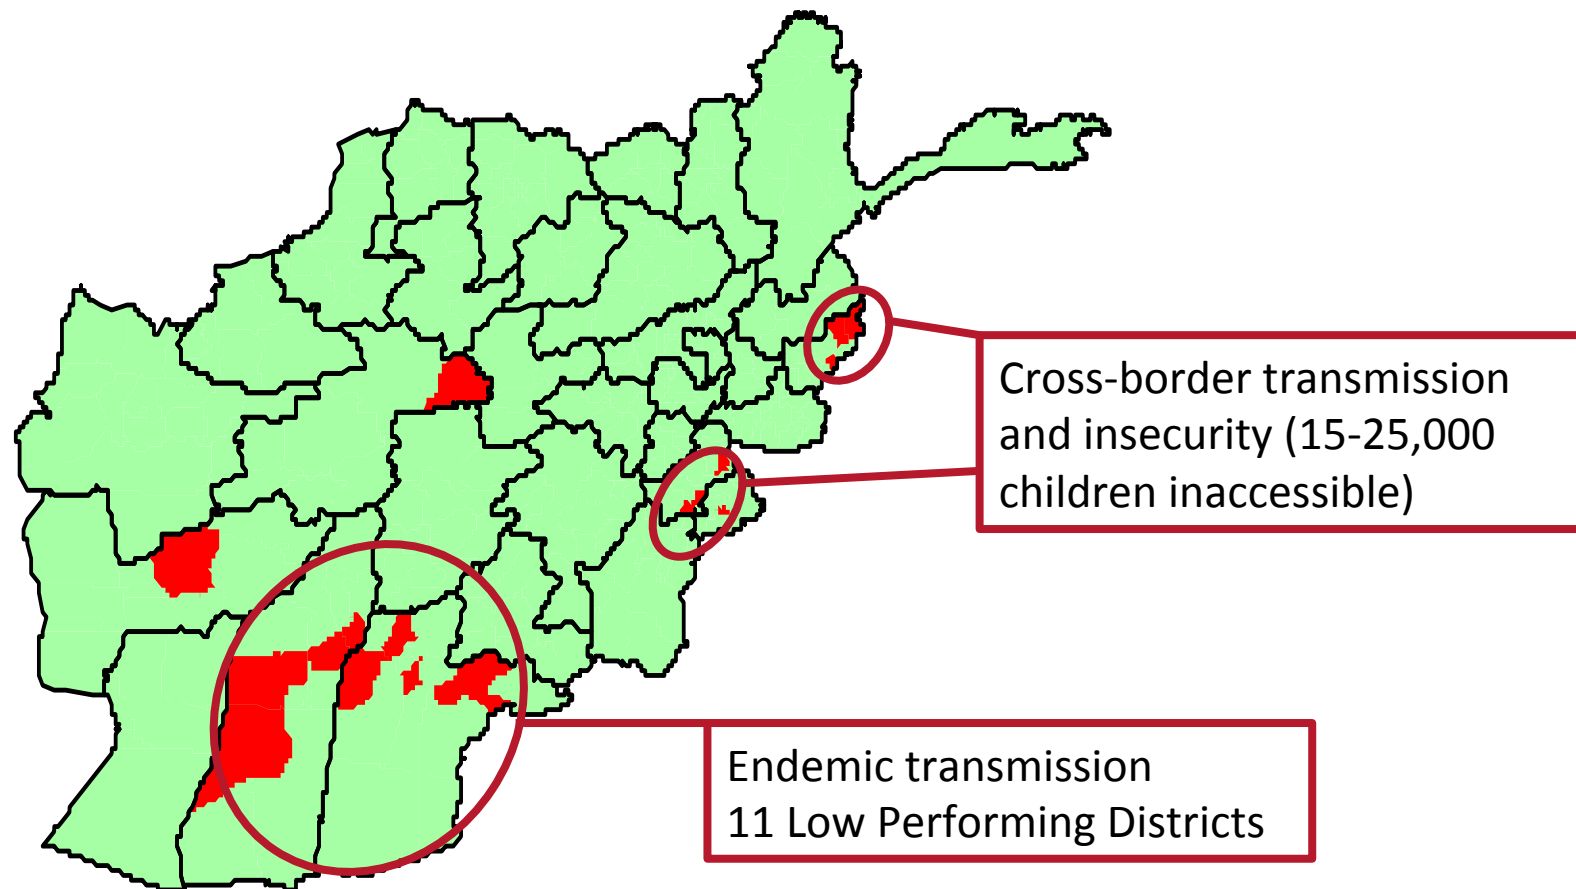 Cross-border transmission
and insecurity (15-25,000
children inaccessible)
Endemic transmission
11 Low Performing Districts